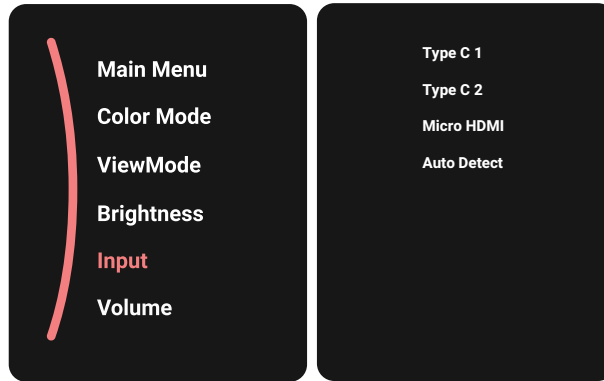 Main Menu
Color Mode
ViewMode
Brightness
Input
Volume
Type C 1
Type C 2
Micro HDMI
Auto Detect